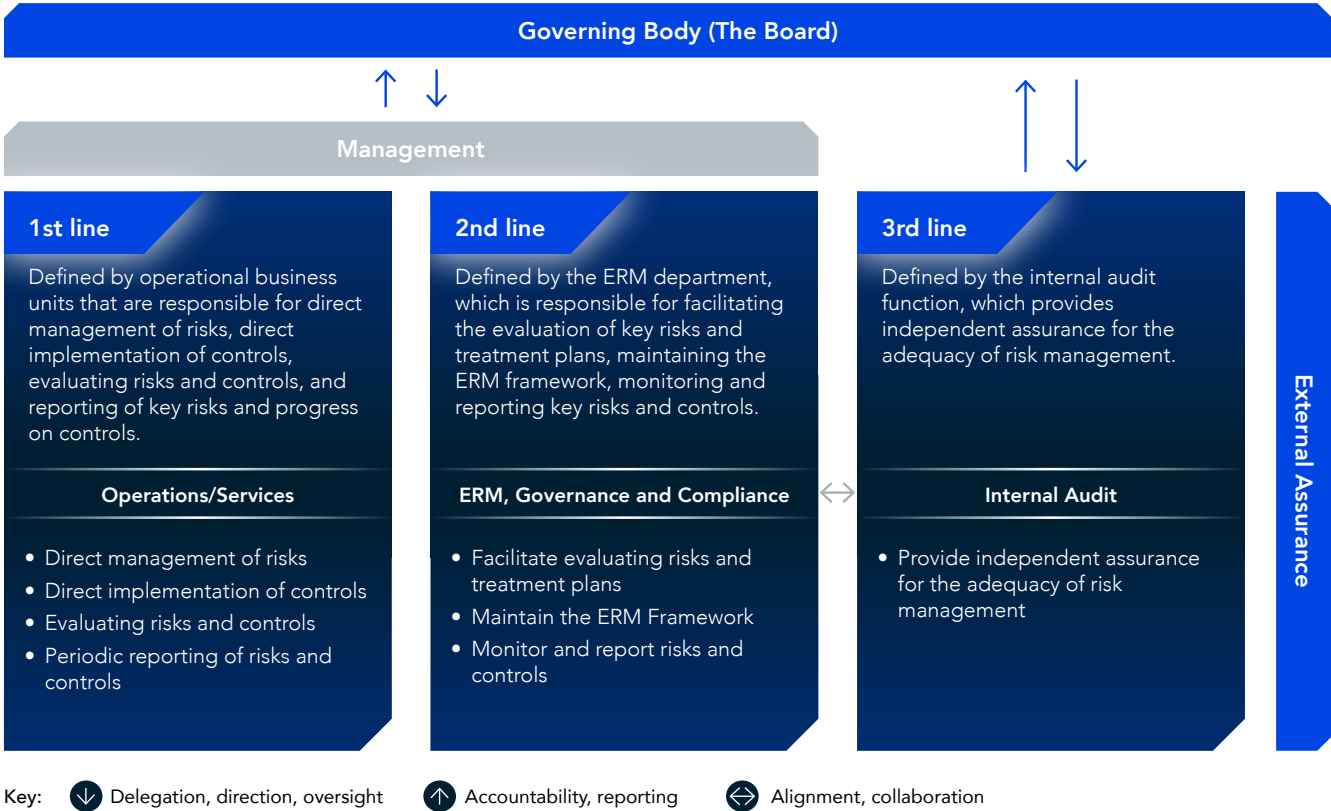 Governing Body (The Board)
Management
1st line
Defined by operational business
units that are responsible for direct
management of risks, direct
implementation of controls,
evaluating risks and controls, and
reporting of key risks and progress
on controls.
Operations/Services
• Direct management of risks
• Direct implementation of controls
• Evaluating risks and controls
• Periodic reporting of risks and
controls
2nd line
Defined by the ERM department,
which is responsible for facilitating
the evaluation of key risks and
treatment plans, maintaining the
ERM framework, monitoring and
reporting key risks and controls.
ERM, Governance and Compliance
• Facilitate evaluating risks and
treatment plans
• Maintain the ERM Framework
• Monitor and report risks and
controls
3rd line
Defined by the internal audit
function, which provides
independent assurance for the
adequacy of risk management.
Internal Audit
• Provide independent assurance
for the adequacy of risk
management
External Assurance
Key: Delegation, direction, oversight Accountability, reporting Alignment, collaboration